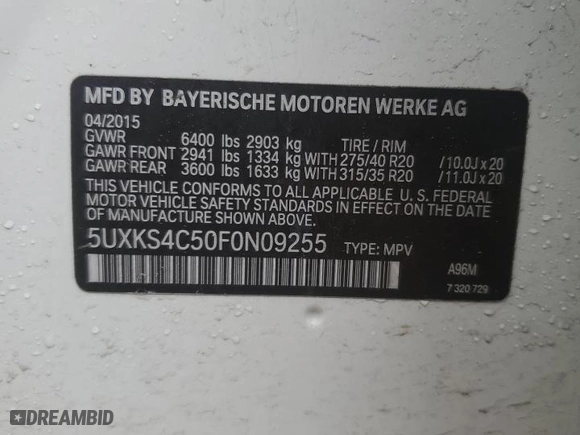 MFD BY BAYERISCHE MOTOREN WERKE AG
04/2015
GVWR 6400 lbs 2903 kg TIRE / RIM
GAWR FRONT 2941 lbs 1334 kg WITH 275/40 R20 /10.0J x 20
GAWR REAR 3600 lbs 1633 kg WITH 315/35 R20 /11.0J x 20
THIS VEHICLE CONFORMS TO ALL APPLICABLE U. S. FEDERAL
MOTOR VEHICLE SAFETY STANDARDS IN EFFECT ON THE
DATE OF MANUFACTURE SHOWN ABOVE.
5UXKS4C50F0N09255 TYPE: MPV
A96M
7 320 729
DREAMBID